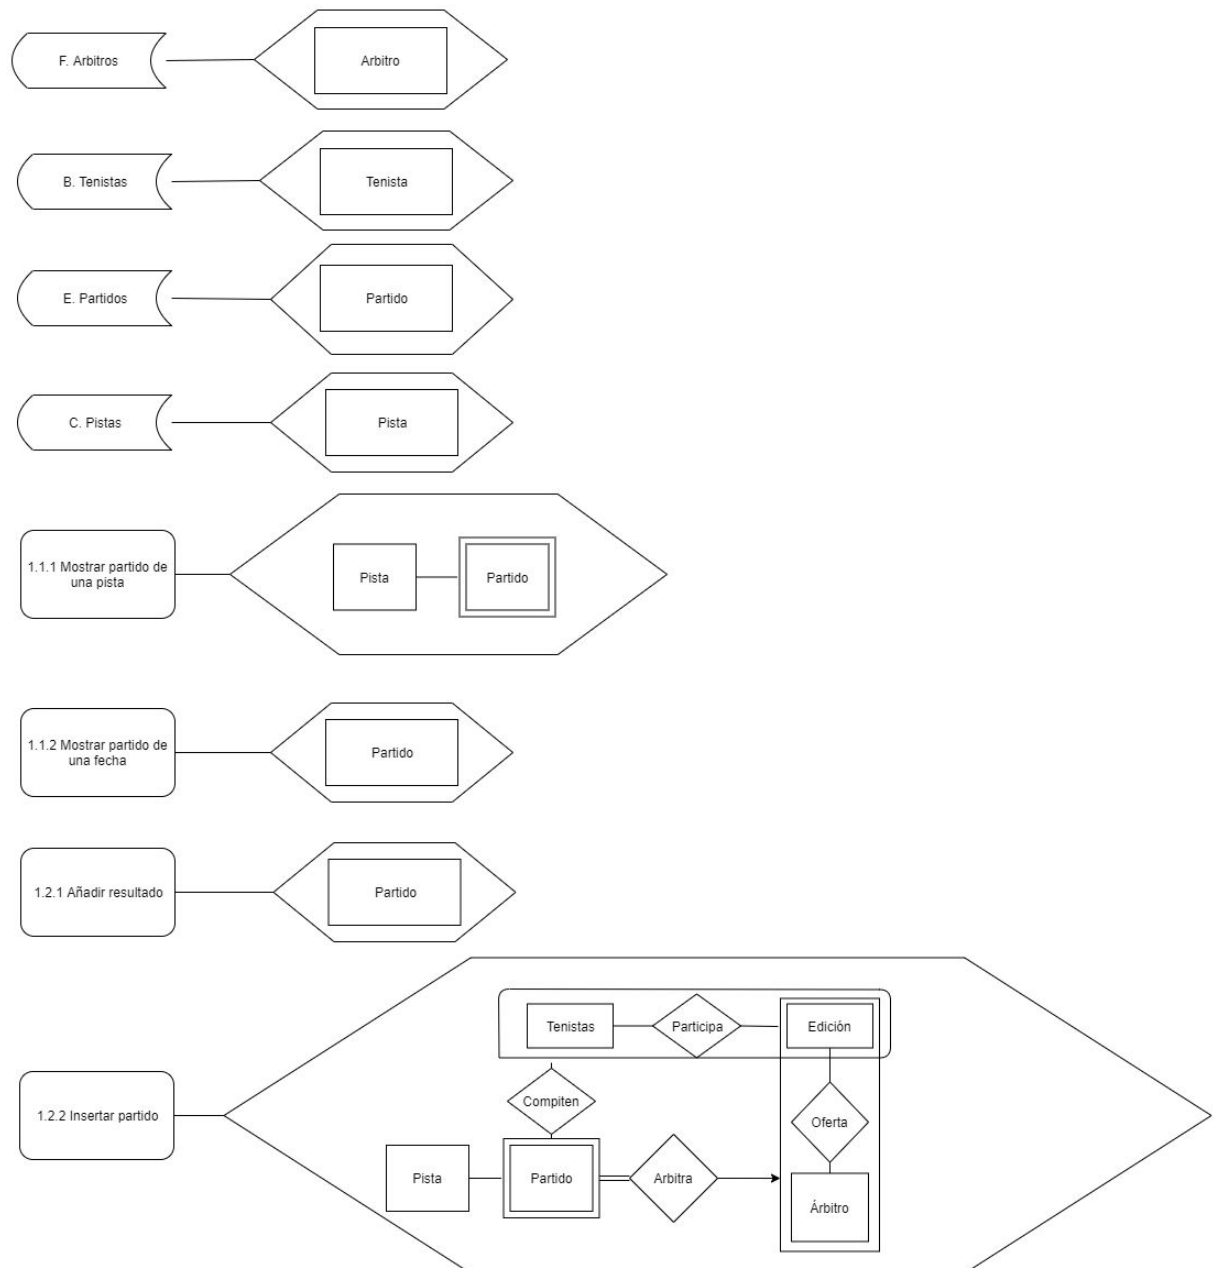 F. Arbitros
Arbitro
B. Tenistas
Tenista
E. Partidos
Partido
C. Pistas
Pista
1.1.1 Mostrar partido de
una pista
Pista
Partido
1.1.2 Mostrar partido de
una fecha
Partido
1.2.1 Añadir resultado
Partido
Tenistas
Participa
Edición
Compiten
Oferta
1.2.2 Insertar partido
Pista
Partido
Arbitra
Árbitro